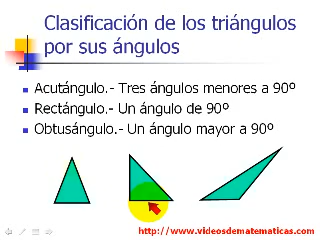 Clasificación de los triángulos
por sus ángulos
Acutángulo.- Tres ángulos menores a 90º
Rectángulo.- Un ángulo de 90º
Obtusángulo.- Un ángulo mayor a 90º
http://www.videosdematematicas.com